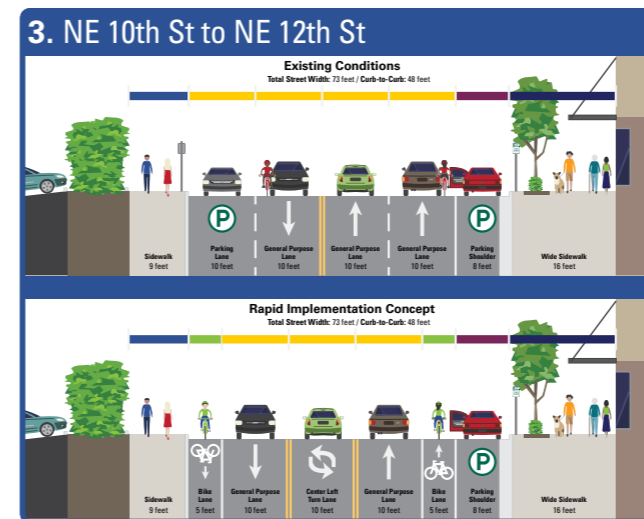 3. NE 10th St to NE 12th St
Existing Conditions
Total Street Width: 73 feet / Curb-to-Curb: 48 feet
P
P
Sidewalk
9 feet
Parking
Lane
10 feet
General Purpose
Lane
10 feet
General Purpose
Lane
10 feet
General Purpose
Lane
10 feet
Parking
Shoulder
8 feet
Wide Sidewalk
16 feet
Rapid Implementation Concept
Total Street Width: 73 feet / Curb-to-Curb: 48 feet
P
Sidewalk
9 feet
Bike
Lane
5 feet
General Purpose
Lane
10 feet
Center Left
Turn Lane
10 feet
General Purpose
Lane
10 feet
Bike
Lane
5 feet
Parking
Shoulder
8 feet
Wide Sidewalk
16 feet